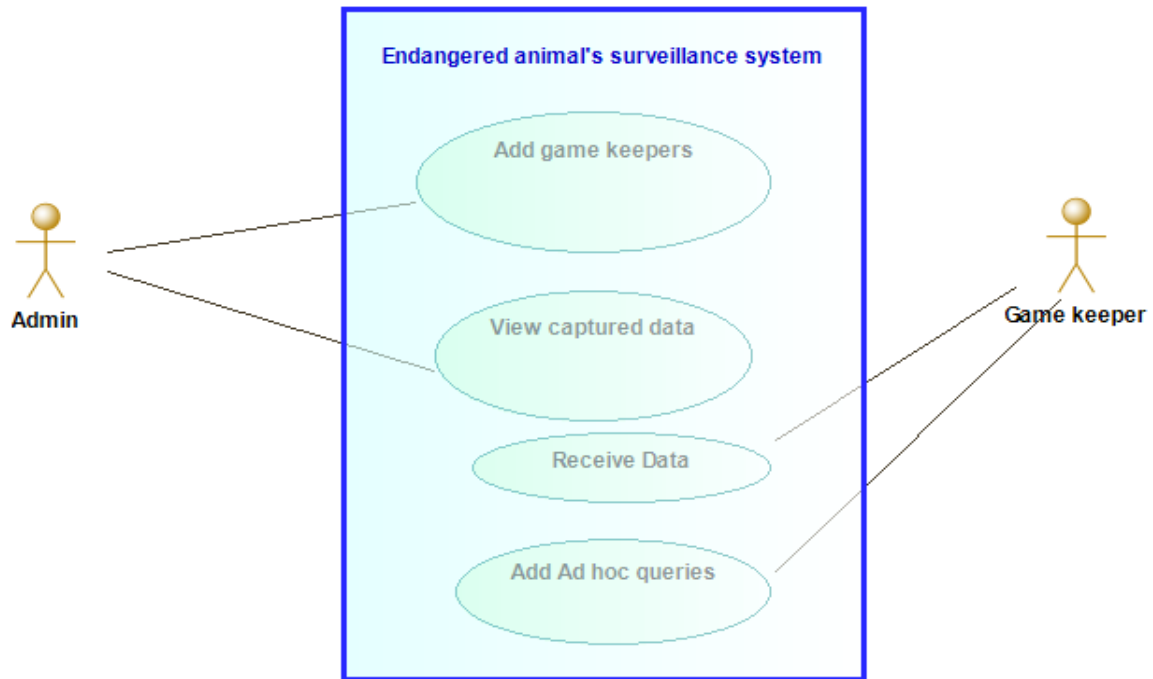 Endangered animal's surveillance system
Add game keepers
Admin
View captured data
Game keeper
Receive Data
Add Ad hoc queries